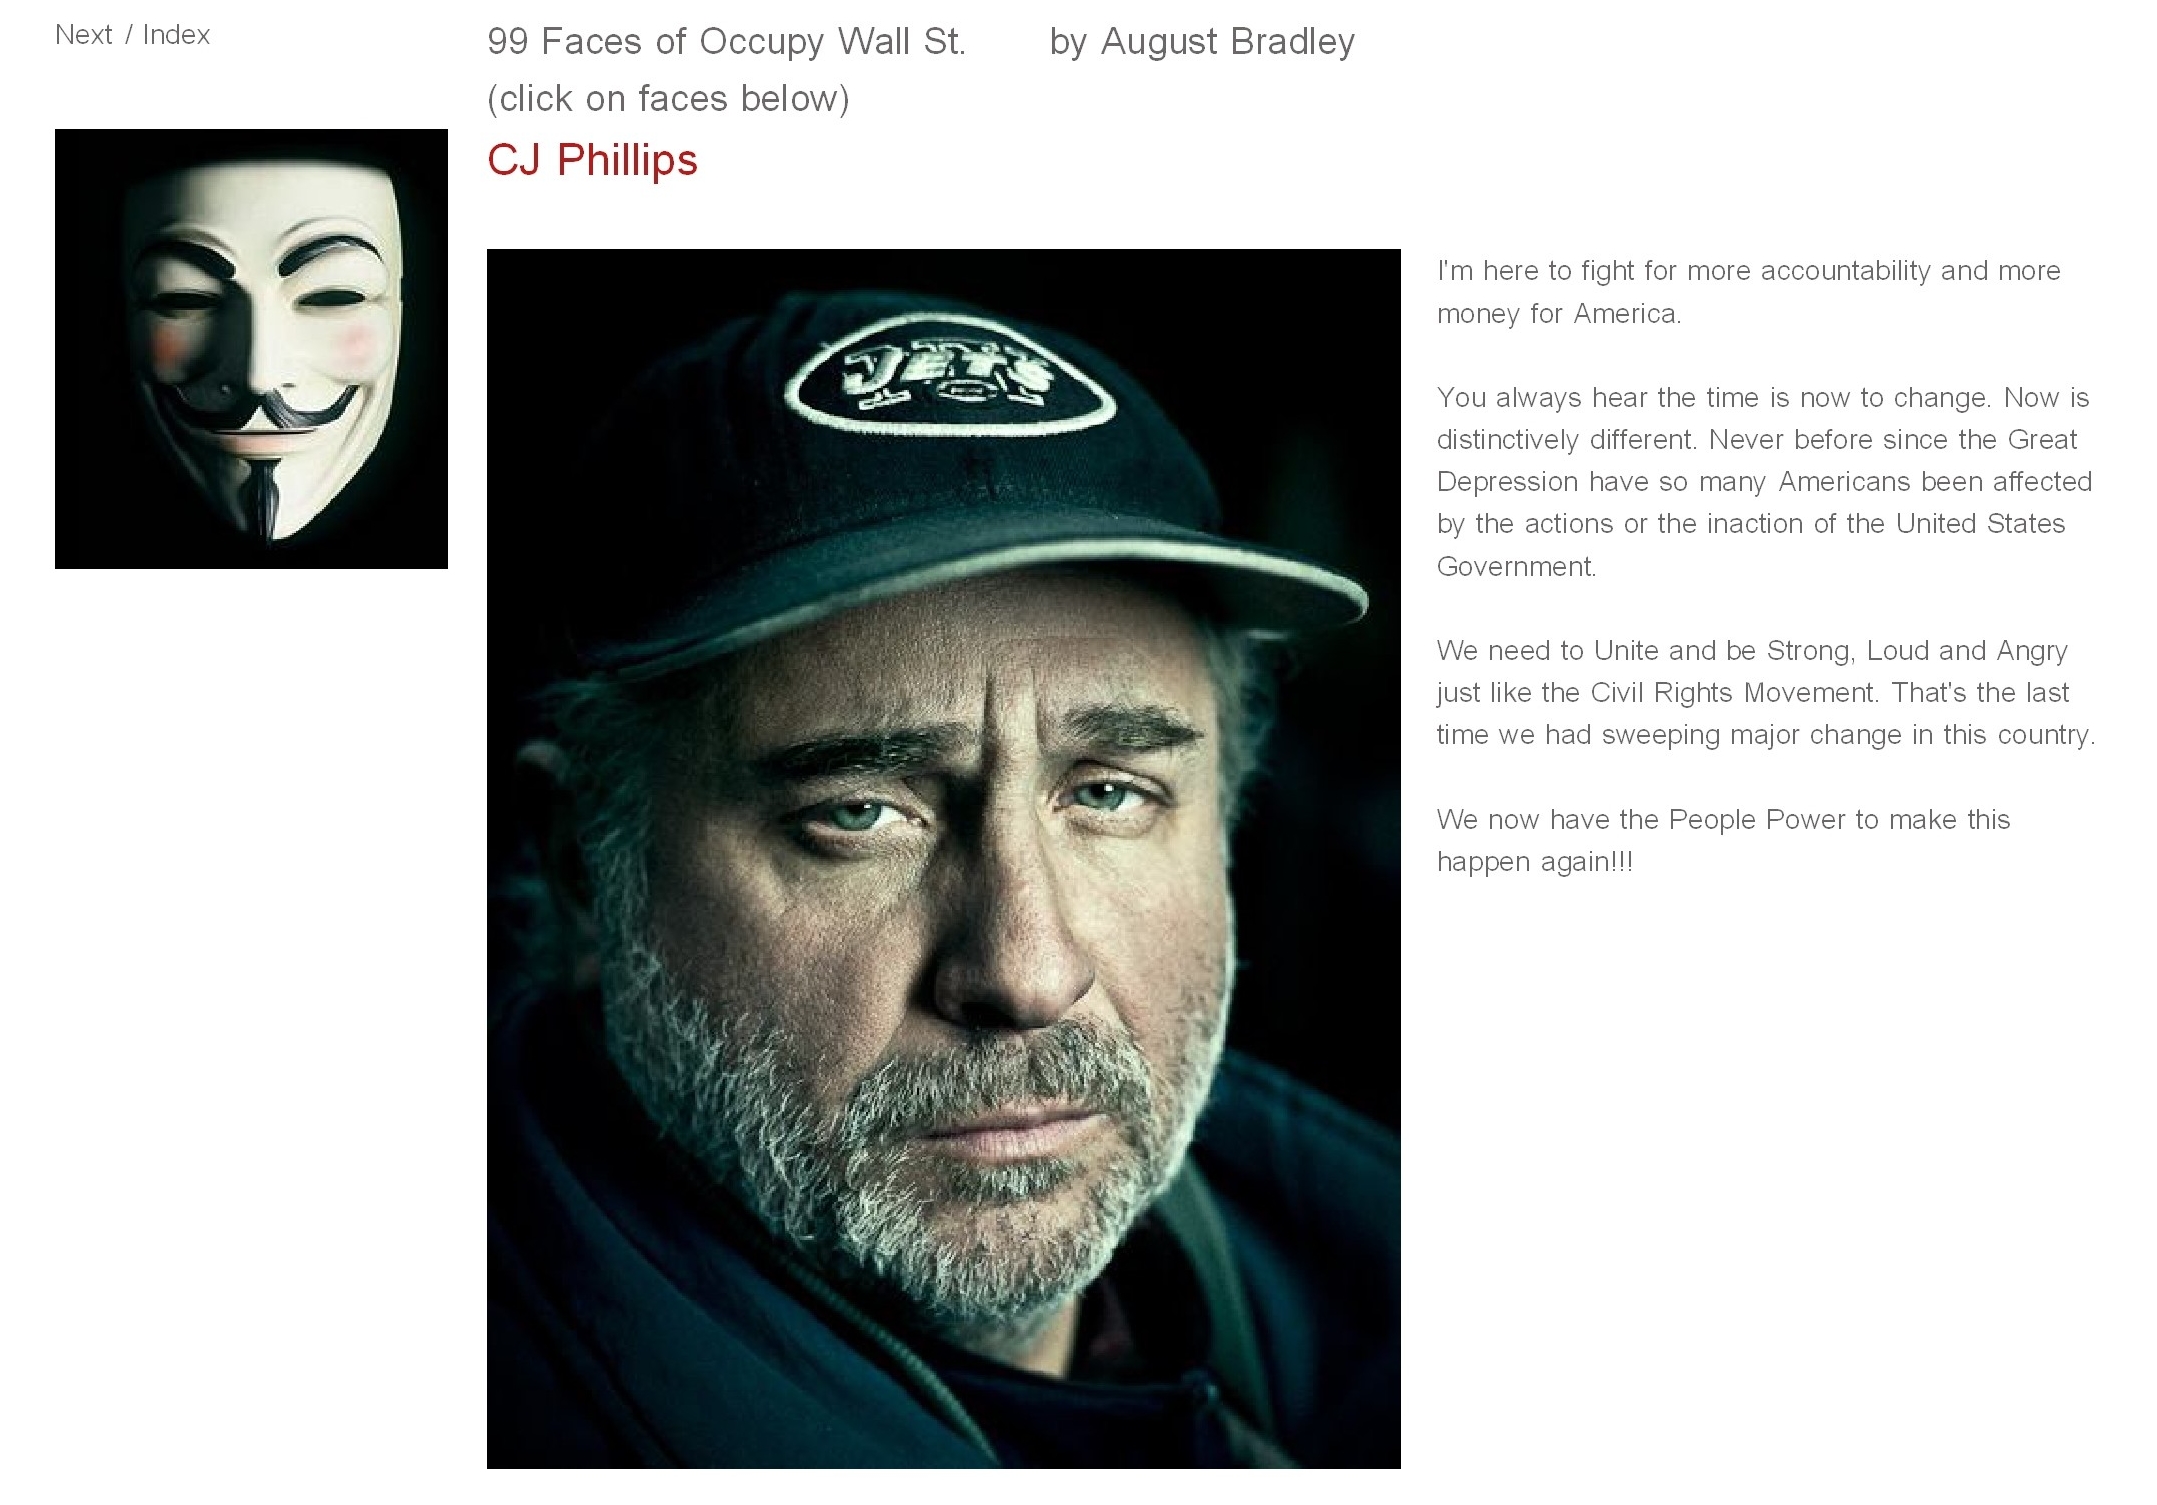 Next / Index
99 Faces of Occupy Wall St. by August Bradley
(click on faces below)
CJ Phillips
JETS
I'm here to fight for more accountability and more
money for America.
You always hear the time is now to change. Now is
distinctively different. Never before since the Great
Depression have so many Americans been affected
by the actions or the inaction of the United States
Government.
We need to Unite and be Strong, Loud and Angry
just like the Civil Rights Movement. That's the last
time we had sweeping major change in this country.
We now have the People Power to make this
happen again!!!